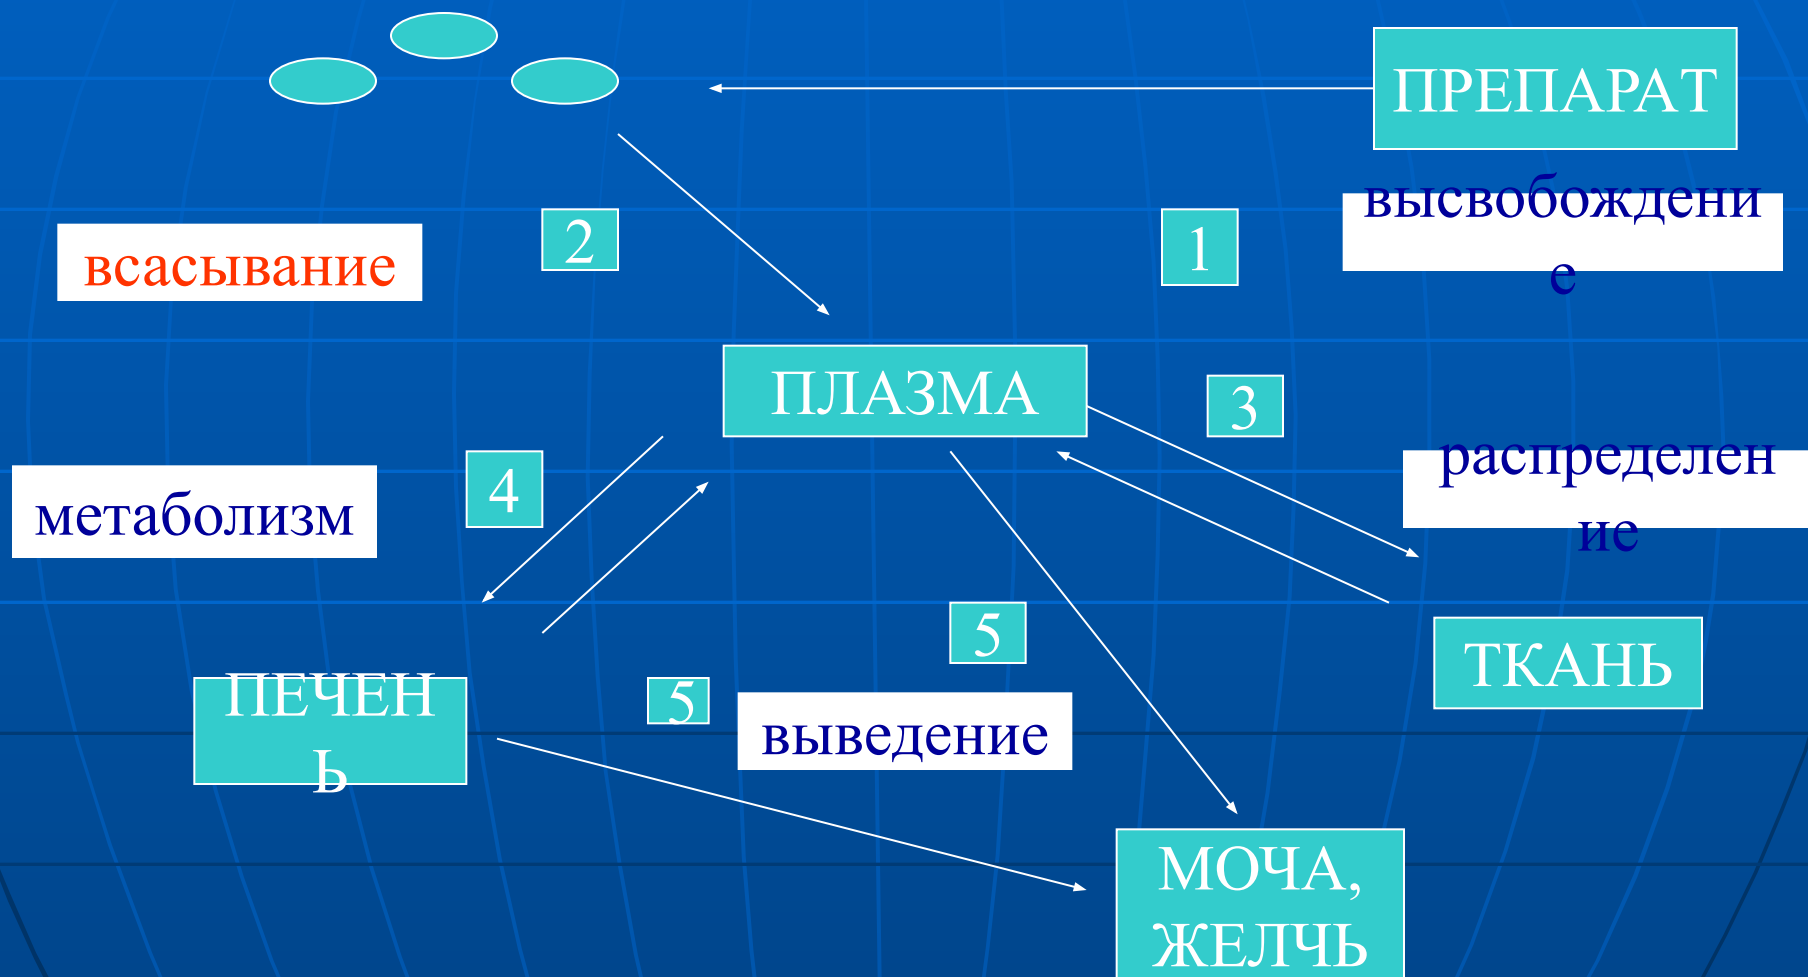 ПРЕПАРАТ
высвобождени
е
1
2
всасывание
ПЛАЗМА
3
распределен
ие
4
метаболизм
5
ТКАНЬ
ПЕЧЕН
Ь
5
выведение
МОЧА,
ЖЕЛЧЬ